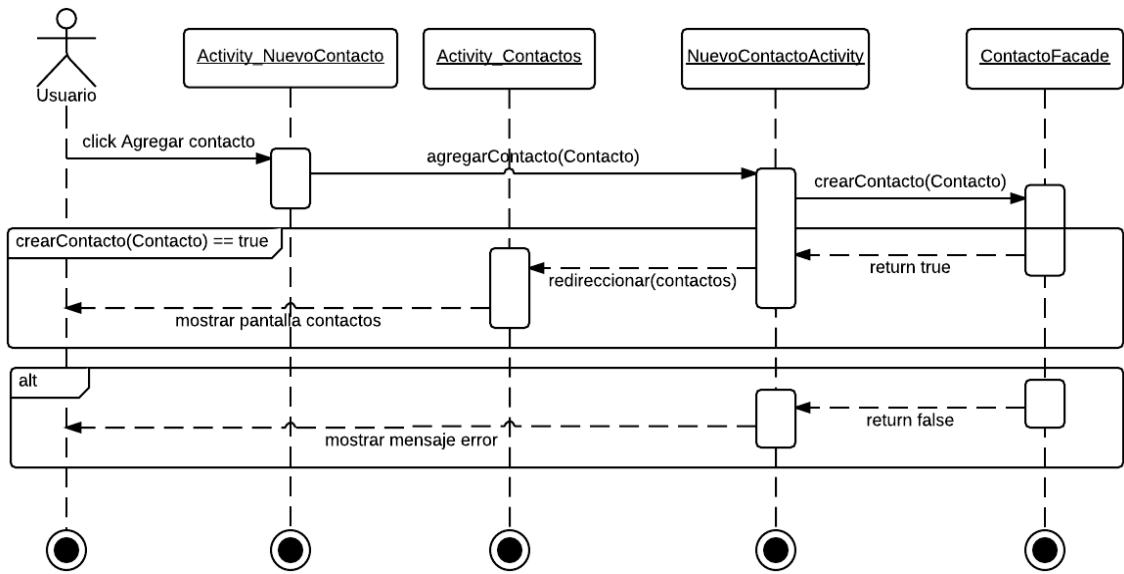 Usuario
Activity_NuevoContacto
Activity_Contactos
NuevoContactoActivity
ContactoFacade
click Agregar contacto
agregarContacto(Contacto)
crearContacto(Contacto)
crearContacto(Contacto) == true
return true
redireccionar(contactos)
mostrar pantalla contactos
alt
return false
mostrar mensaje error